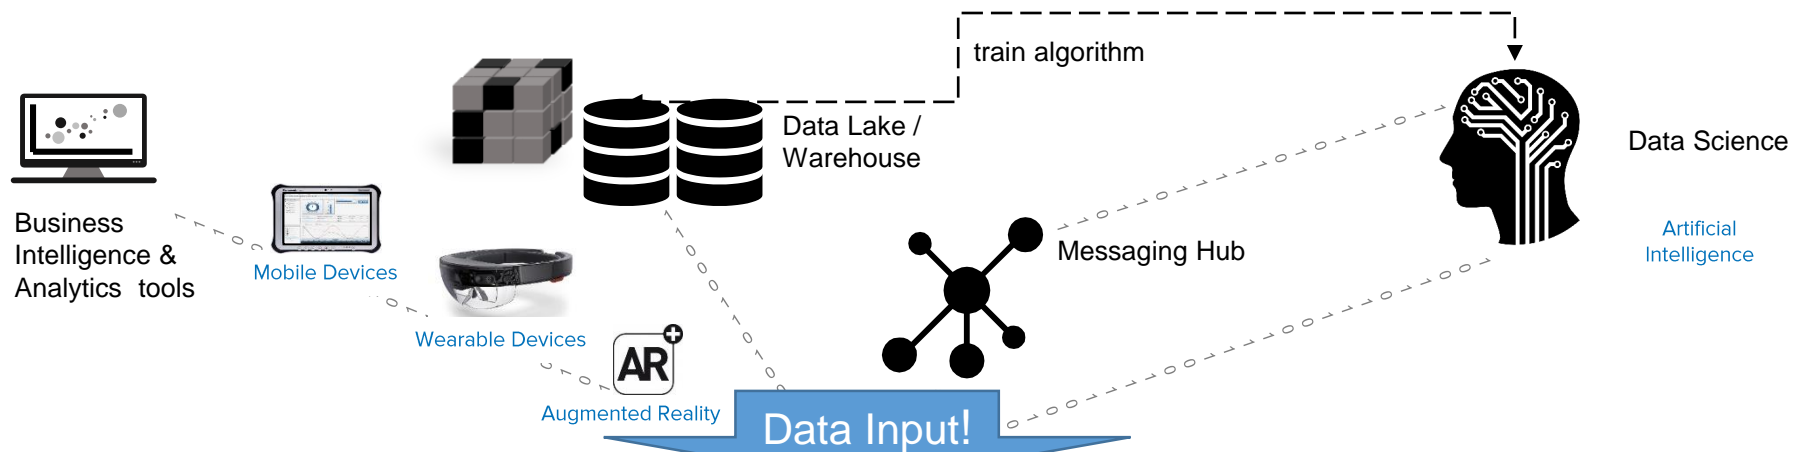 train algorithm
Data Lake /
Warehouse
Data Science
Business
Intelligence &
Analytics tools
Mobile Devices
Messaging Hub
Artificial
Intelligence
Wearable Devices
AR
Augmented Reality
Data Input!